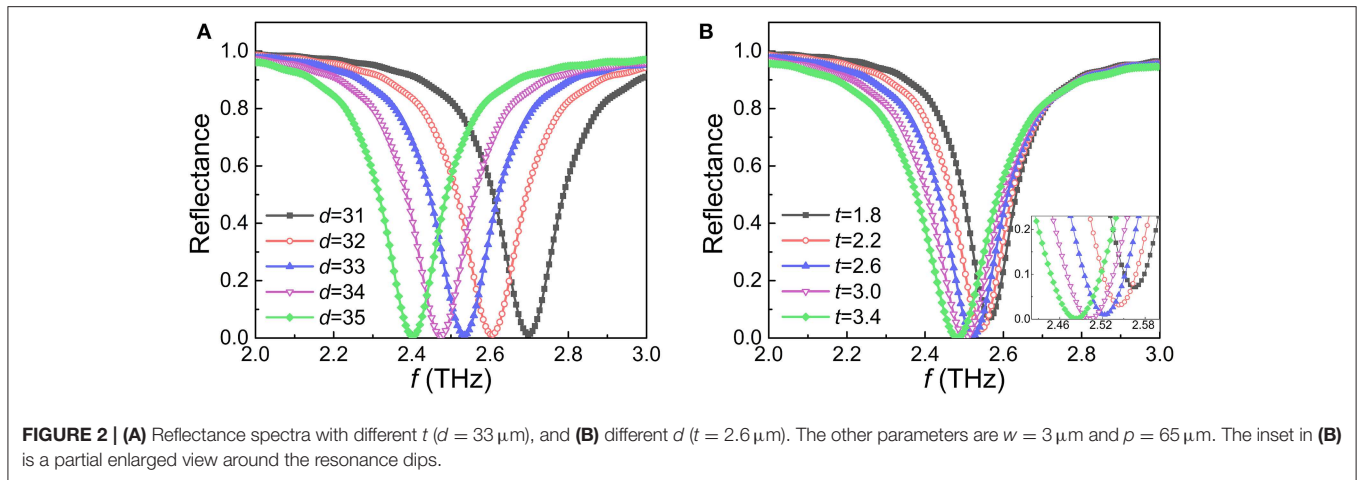 A
B
1.0
0.8
0.6
0.4
0.2
0.0
Reflectance
d=31
d=32
d=33
d=34
d=35
2.0 2.2 2.4 2.6 2.8 3.0
f (THz)
1.0
0.8
0.6
0.4
0.2
0.0
Reflectance
t=1.8
t=2.2
t=2.6
t=3.0
t=3.4
0.2
0.1
0.0
2.46 2.52 2.58
2.0 2.2 2.4 2.6 2.8 3.0
f (THz)
FIGURE 2 | (A) Reflectance spectra with different t (d = 33 μm), and (B) different d (t = 2.6 μm). The other parameters are w = 3 μm and p = 65 μm. The inset in (B)
is a partial enlarged view around the resonance dips.